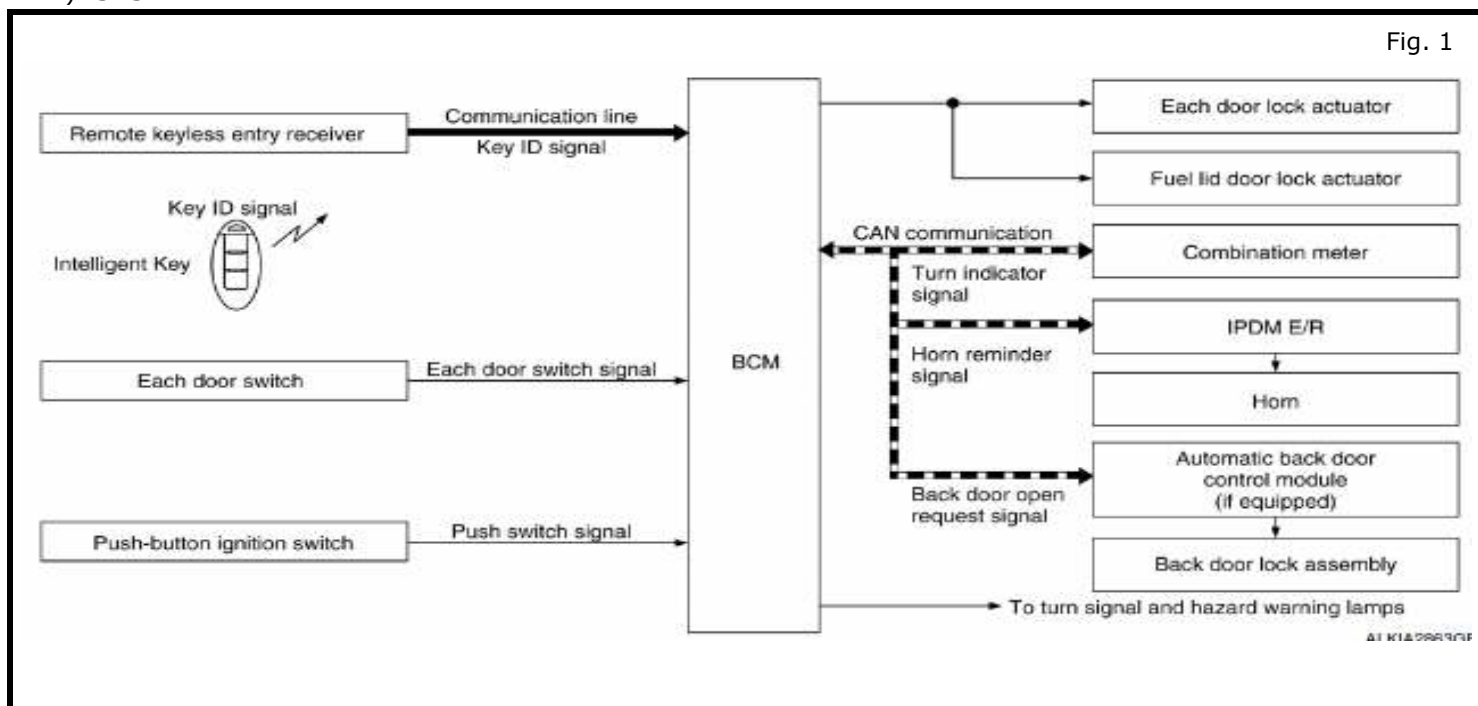 Fig. 1
Remote keyless entry receiver
Communication line
Key ID signal
Key ID signal
Intelligent Key
Each door switch
Each door switch signal
Push-button ignition switch
Push switch signal
BCM
Each door lock actuator
Fuel lid door lock actuator
CAN communication
Combination meter
Turn indicator
signal
IPDM E/R
Horn reminder
signal
Horn
Automatic back door
control module
(if equipped)
Back door open
request signal
Back door lock assembly
To turn signal and hazard warning lamps